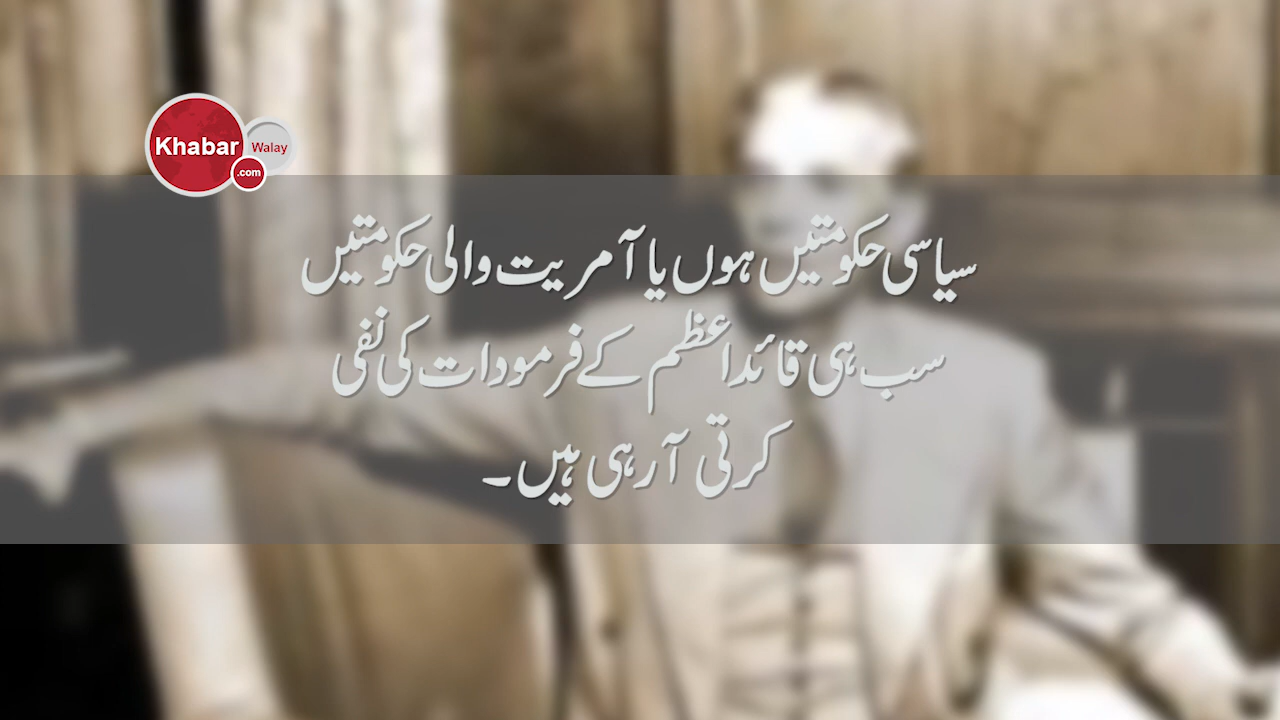 Khabar
Walay
.com
سیاسی حکومتیں ہوں یا آمریت والی حکومتیں
سب ہی قائداعظم کے فرمودات کی نفی
کرتی آرہی ہیں۔